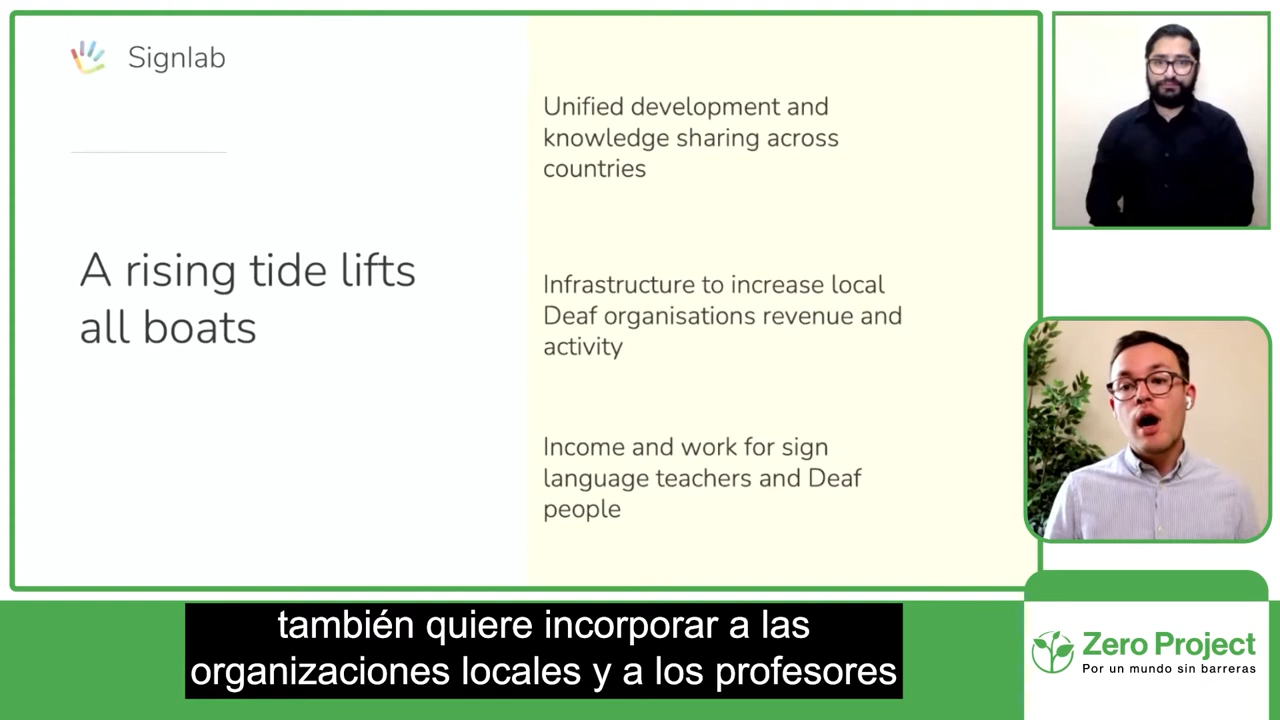 Signlab
A rising tide lifts
all boats
Unified development and
knowledge sharing across
countries
Infrastructure to increase local
Deaf organisations revenue and
activity
Income and work for sign
language teachers and Deaf
people
también quiere incorporar a las
organizaciones locales y a los profesores
Zero Project
Por un mundo sin barreras